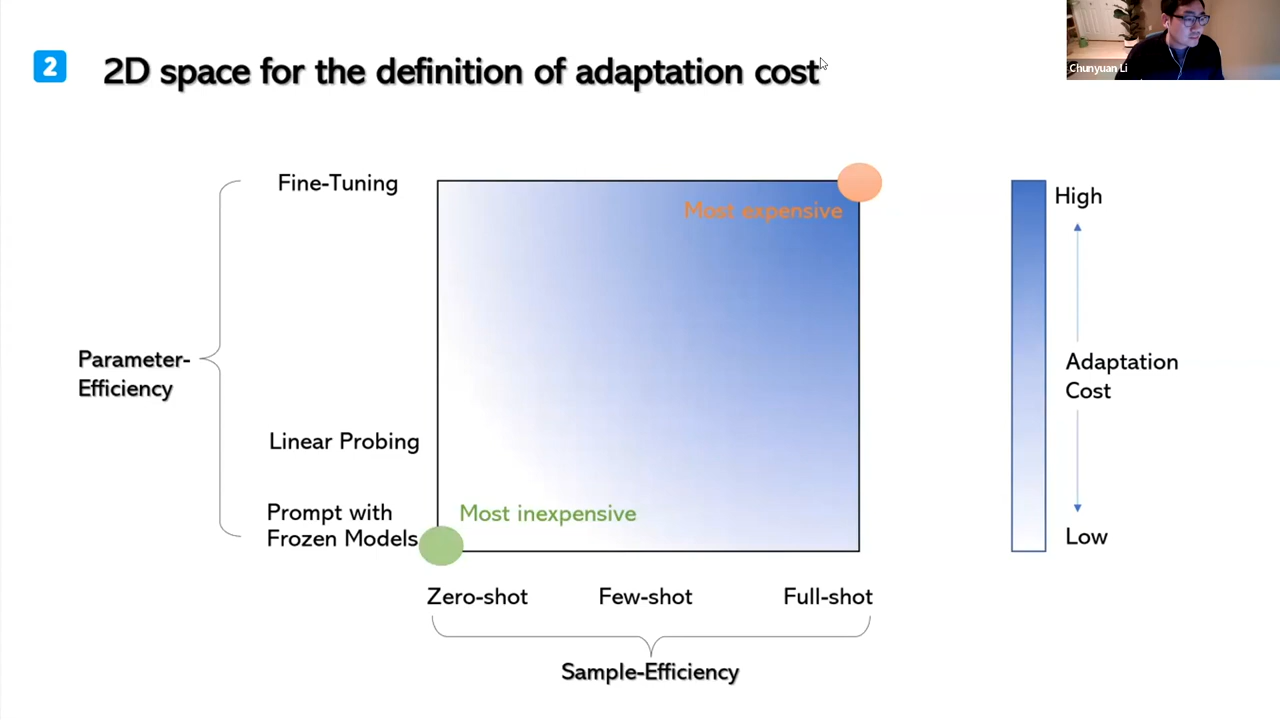 2
2D space for the definition of adaptation cost
Chunyuan Li
Fine-Tuning
Most expensive
High
Parameter-
Efficiency
Adaptation
Cost
Linear Probing
Prompt with
Frozen Models
Most inexpensive
Low
Zero-shot
Few-shot
Full-shot
Sample-Efficiency